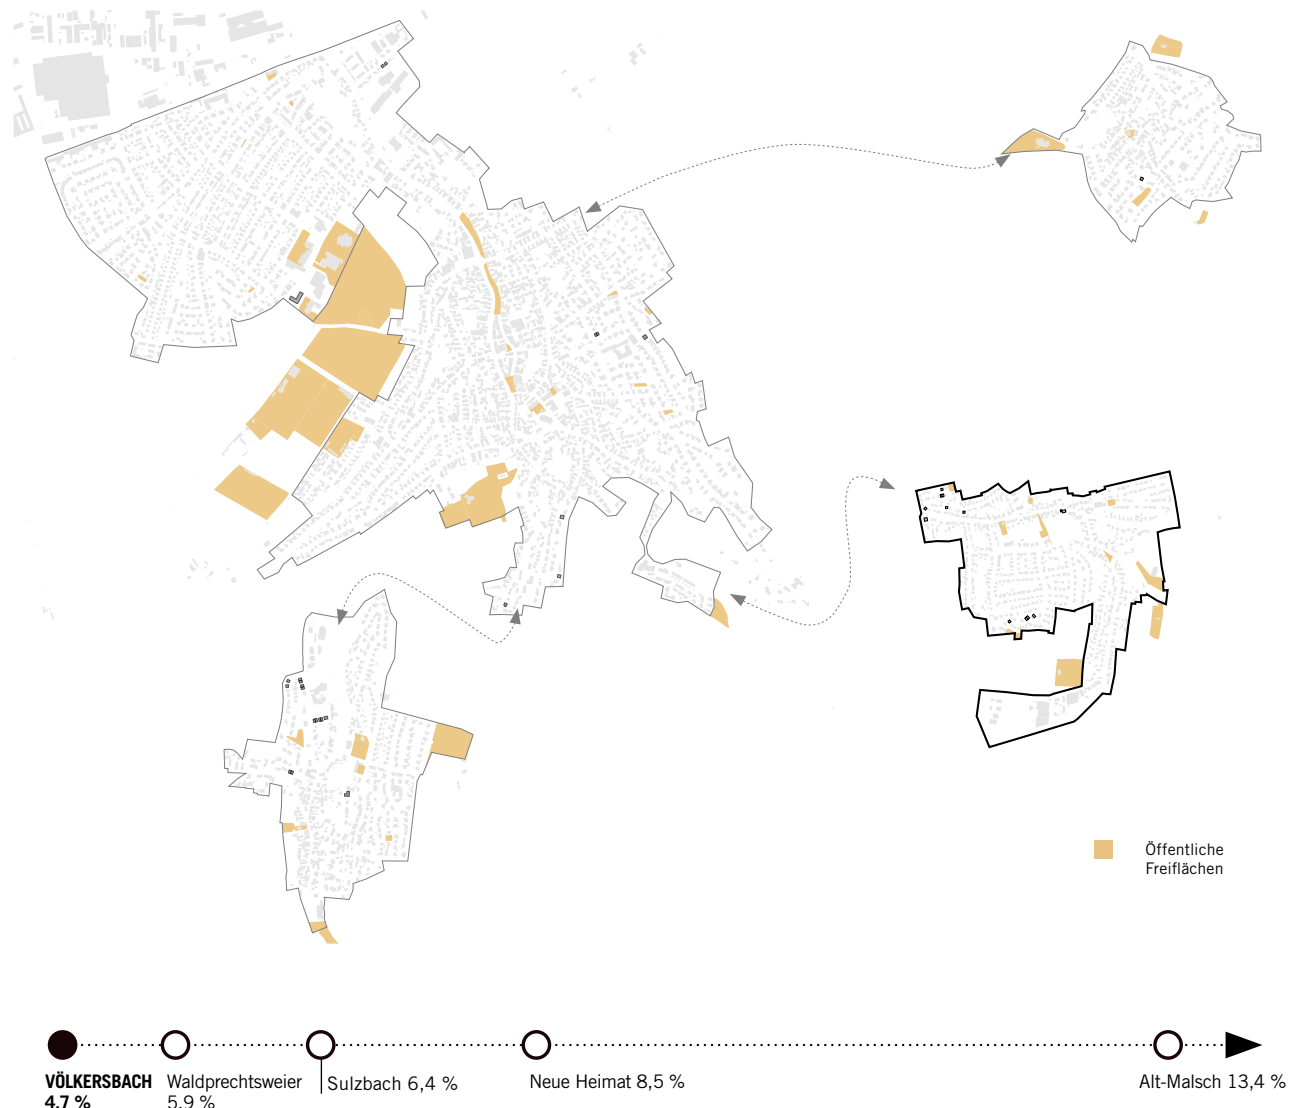 Öffentliche
Freiflächen
VÖLKERSBACH
4,7 %
Waldprechtsweier
5,9 %
Sulzbach 6,4 %
Neue Heimat 8,5 %
Alt-Malsch 13,4 %